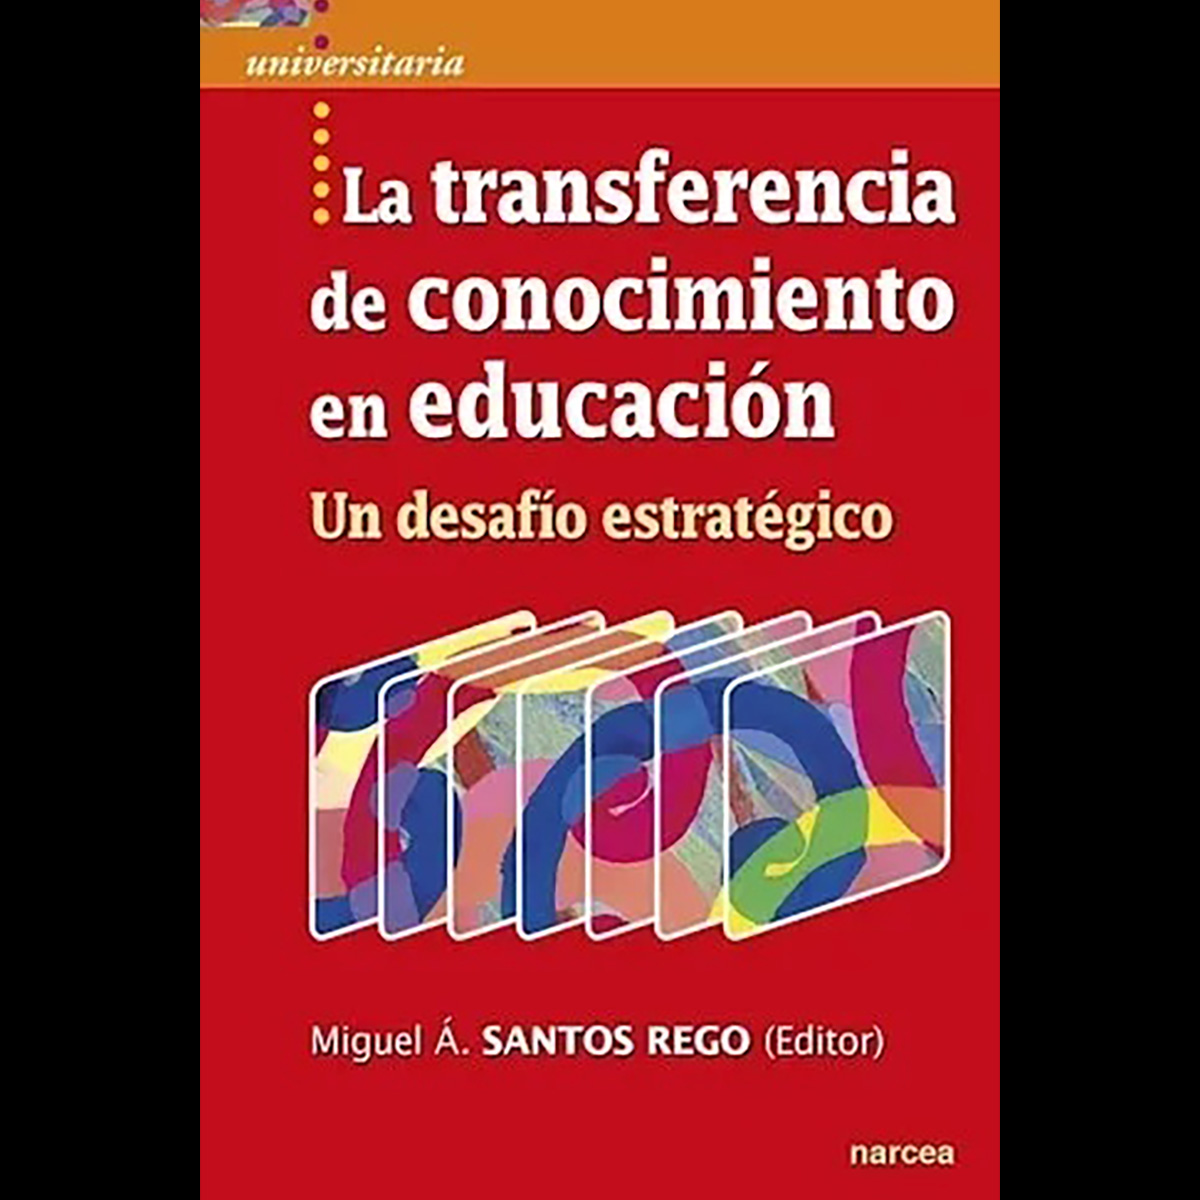 universitaria
La transferencia
de conocimiento
en educación
Un desafío estratégico
Miguel Á. SANTOS REGO (Editor)
narcea